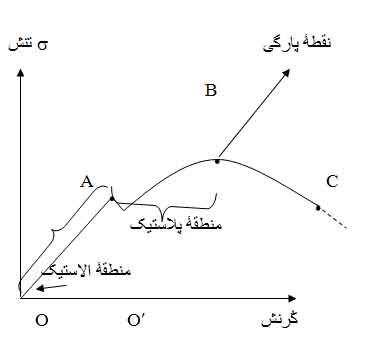 تنش σ
نقطهٔ پارگی
B
A
C
منطقهٔ پلاستیک
منطقهٔ الاستیک
O
O′
کُرنش